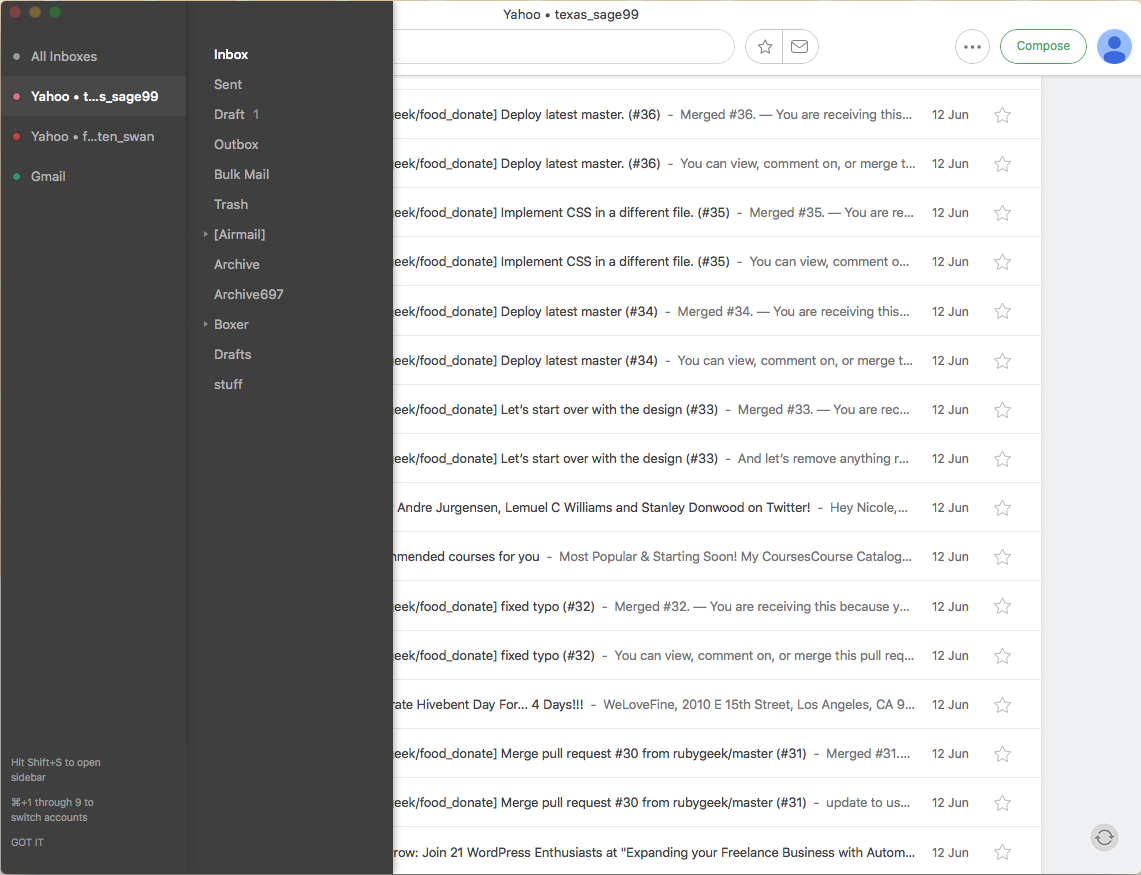 Yahoo • texas_sage99
Compose
All Inboxes
Yahoo • t...s_sage99
Yahoo • f...ten_swan
Gmail
Hit Shift+S to open
sidebar
⌘+1 through 9 to
switch accounts
GOT IT
Inbox
Sent
Draft 1
Outbox
Bulk Mail
Trash
[Airmail]
Archive
Archive697
Boxer
Drafts
stuff
eek/food_donate] Deploy latest master. (#36) - Merged #36. — You are receiving this... 12 Jun
eek/food_donate] Deploy latest master. (#36) - You can view, comment on, or merge t... 12 Jun
eek/food_donate] Implement CSS in a different file. (#35) - Merged #35. — You are re... 12 Jun
eek/food_donate] Implement CSS in a different file. (#35) - You can view, comment o... 12 Jun
eek/food_donate] Deploy latest master (#34) - Merged #34. — You are receiving this... 12 Jun
eek/food_donate] Deploy latest master (#34) - You can view, comment on, or merge t... 12 Jun
eek/food_donate] Let's start over with the design (#33) - Merged #33. — You are rec... 12 Jun
eek/food_donate] Let's start over with the design (#33) - And let's remove anything r... 12 Jun
Andre Jurgensen, Lemuel C Williams and Stanley Donwood on Twitter! - Hey Nicole,... 12 Jun
mmended courses for you - Most Popular & Starting Soon! My CoursesCourse Catalog... 12 Jun
eek/food_donate] fixed typo (#32) - Merged #32. — You are receiving this because y... 12 Jun
eek/food_donate] fixed typo (#32) - You can view, comment on, or merge this pull req... 12 Jun
rate Hivebent Day For... 4 Days!!! - WeLoveFine, 2010 E 15th Street, Los Angeles, CA 9... 12 Jun
eek/food_donate] Merge pull request #30 from rubygeek/master (#31) - Merged #31.... 12 Jun
eek/food_donate] Merge pull request #30 from rubygeek/master (#31) - update to us... 12 Jun
row: Join 21 WordPress Enthusiasts at "Expanding your Freelance Business with Autom... 12 Jun